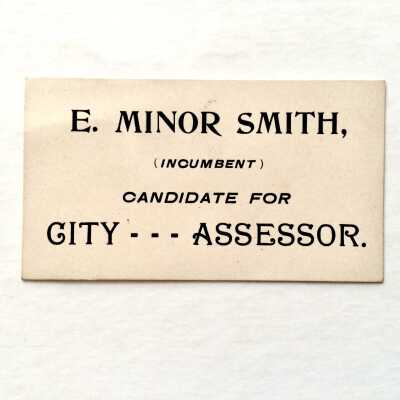 E. MINOR SMITH,
(INCUMBENT)
CANDIDATE FOR
CITY - - - ASSESSOR.